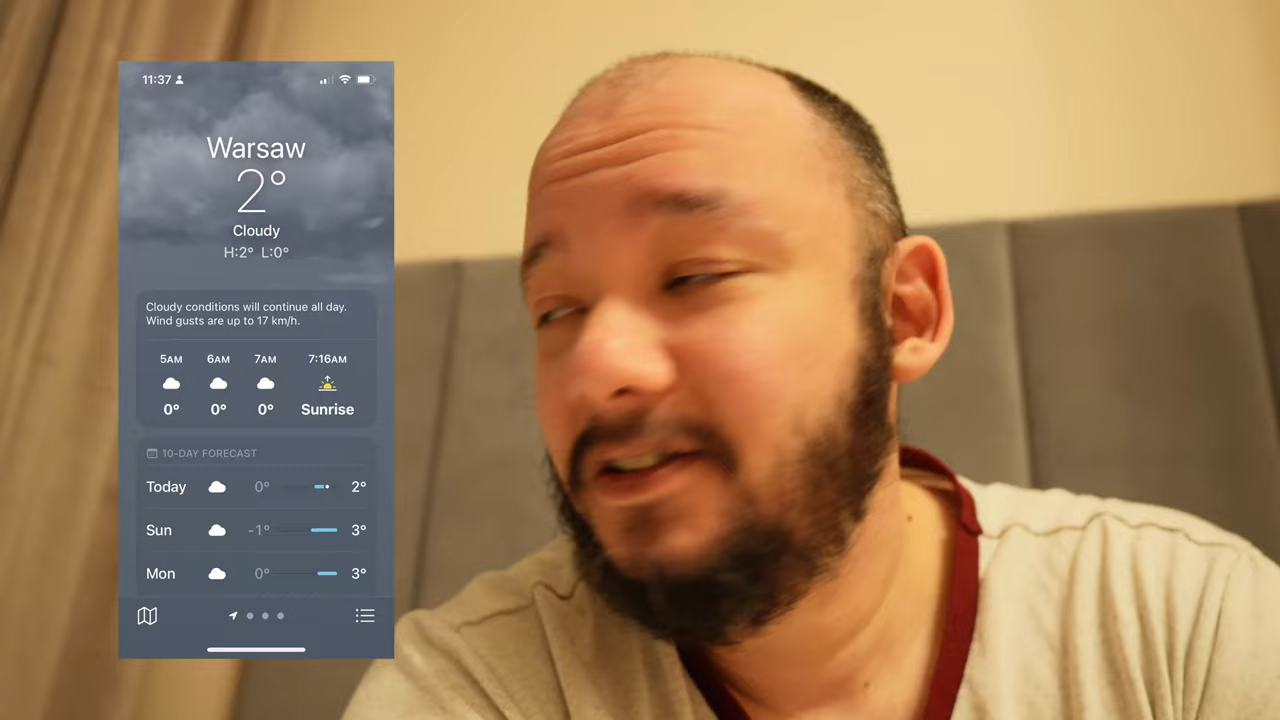 11:37
Warsaw
2°
Cloudy
H:2° L:0°
Cloudy conditions will continue all day.
Wind gusts are up to 17 km/h.
5AM 6AM 7AM 7:16AM
0° 0° 0° Sunrise
10-DAY FORECAST
Today 0° 2°
Sun -1° 3°
Mon 0° 3°